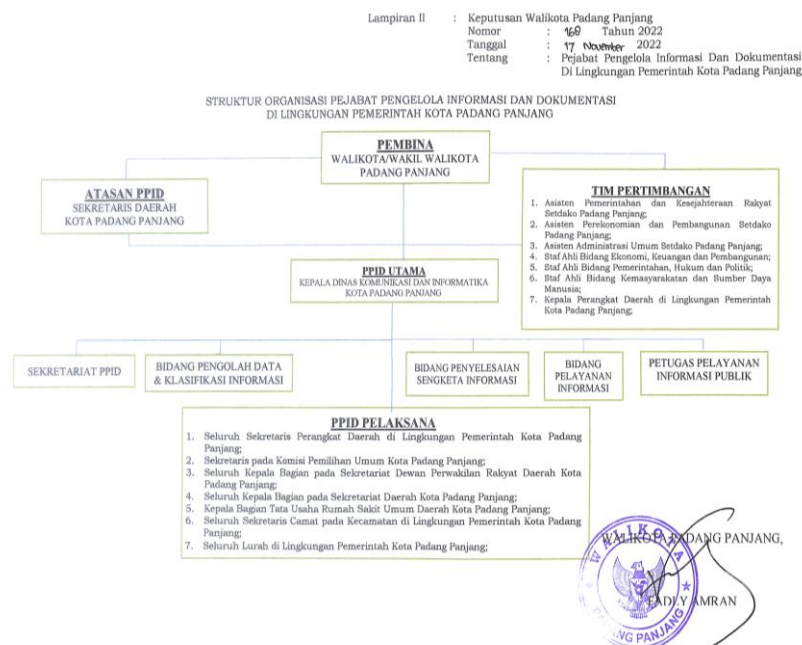 Lampiran II : Keputusan Walikota Padang Panjang
Nomor : 168 Tahun 2022
Tanggal : 17 November 2022
Tentang : Pejabat Pengelola Informasi Dan Dokumentasi
Di Lingkungan Pemerintah Kota Padang Panjang
STRUKTUR ORGANISASI PEJABAT PENGELOLA INFORMASI DAN DOKUMENTASI
DI LINGKUNGAN PEMERINTAH KOTA PADANG PANJANG
PEMBINA
WALIKOTA/WAKIL WALIKOTA
PADANG PANJANG
ATASAN PPID
SEKRETARIS DAERAH
KOTA PADANG PANJANG
TIM PERTIMBANGAN
1. Asisten Pemerintahan dan Kesejahteraan Rakyat
Setdako Padang Panjang;
2. Asisten Perekonomian dan Pembangunan Setdako
Padang Panjang;
3. Asisten Administrasi Umum Setdako Padang Panjang;
4. Staf Ahli Bidang Ekonomi, Keuangan dan Pembangunan;
5. Staf Ahli Bidang Pemerintahan, Hukum dan Politik;
6. Staf Ahli Bidang Kemasyarakatan dan Sumber Daya
Manusia;
7. Kepala Perangkat Daerah di Lingkungan Pemerintah
Kota Padang Panjang;
PPID UTAMA
KEPALA DINAS KOMUNIKASI DAN INFORMATIKA
KOTA PADANG PANJANG
SEKRETARIAT PPID
BIDANG PENGOLAH DATA
& KLASIFIKASI INFORMASI
BIDANG PENYELESAIAN
SENGKETA INFORMASI
BIDANG
PELAYANAN
INFORMASI
PETUGAS PELAYANAN
INFORMASI PUBLIK
PPID PELAKSANA
1. Seluruh Sekretaris Perangkat Daerah di Lingkungan Pemerintah Kota Padang
Panjang;
2. Sekretaris pada Komisi Pemilihan Umum Kota Padang Panjang;
3. Seluruh Kepala Bagian pada Sekretariat Dewan Perwakilan Rakyat Daerah Kota
Padang Panjang;
4. Seluruh Kepala Bagian pada Sekretariat Daerah Kota Padang Panjang;
5. Kepala Bagian Tata Usaha Rumah Sakit Umum Daerah Kota Padang Panjang;
6. Seluruh Sekretaris Camat pada Kecamatan di Lingkungan Pemerintah Kota Padang
Panjang;
7. Seluruh Lurah di Lingkungan Pemerintah Kota Padang Panjang;
WALIKOTA PADANG PANJANG,
FADLY AMRAN
WALIKOTA
PADANG PANJANG